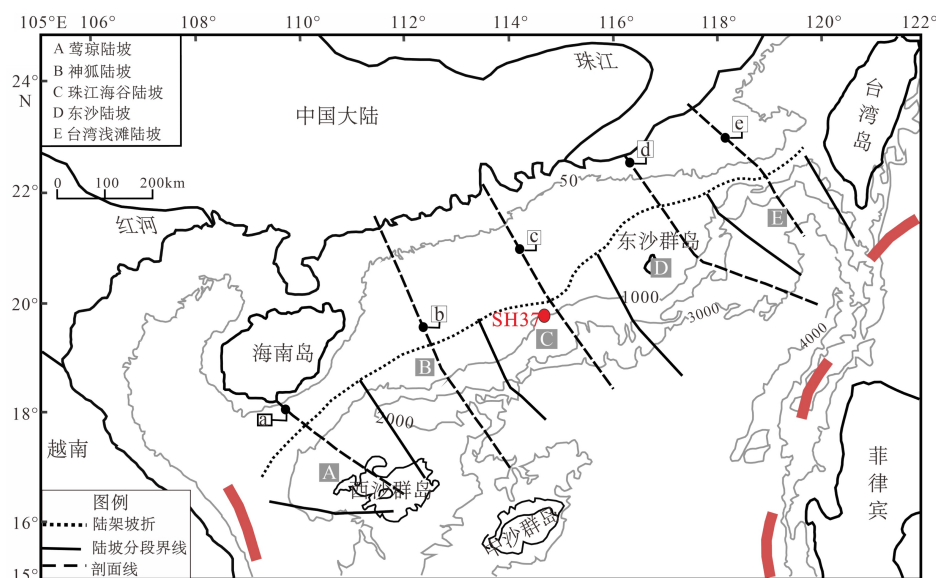 105°E
108°
112°
114°
116°
118°
120°
122°
24°
N
22°
20°
18°
16°
15°
A 莺琼陆坡
B 神狐陆坡
C 珠江海谷陆坡
D 东沙陆坡
E 台湾浅滩陆坡
0 100 200km
珠江
中国大陆
台湾岛
红河
50
d
e
c
E
东沙群岛
D
1000
3000
4000
b
SH37
C
海南岛
B
a
2000
越南
A
西沙群岛
中沙群岛
菲律宾
图例
陆架坡折
陆坡分段界线
剖面线